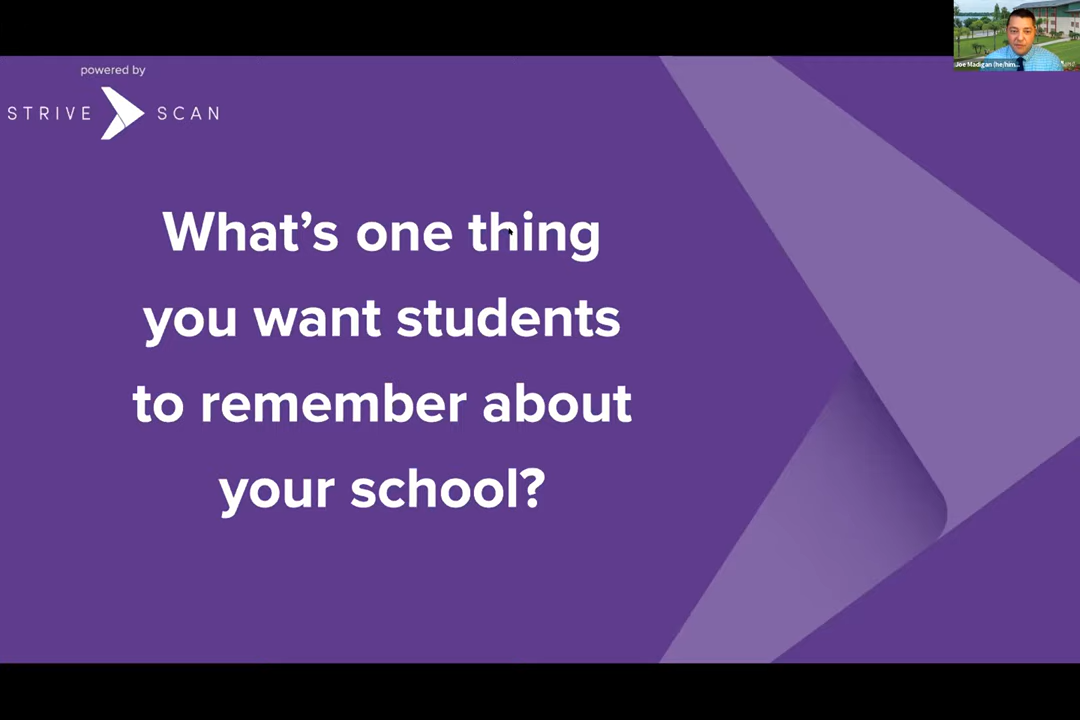 powered by
STRIVE SCAN
What's one thing
you want students
to remember about
your school?
Joe Madigan (he/him...